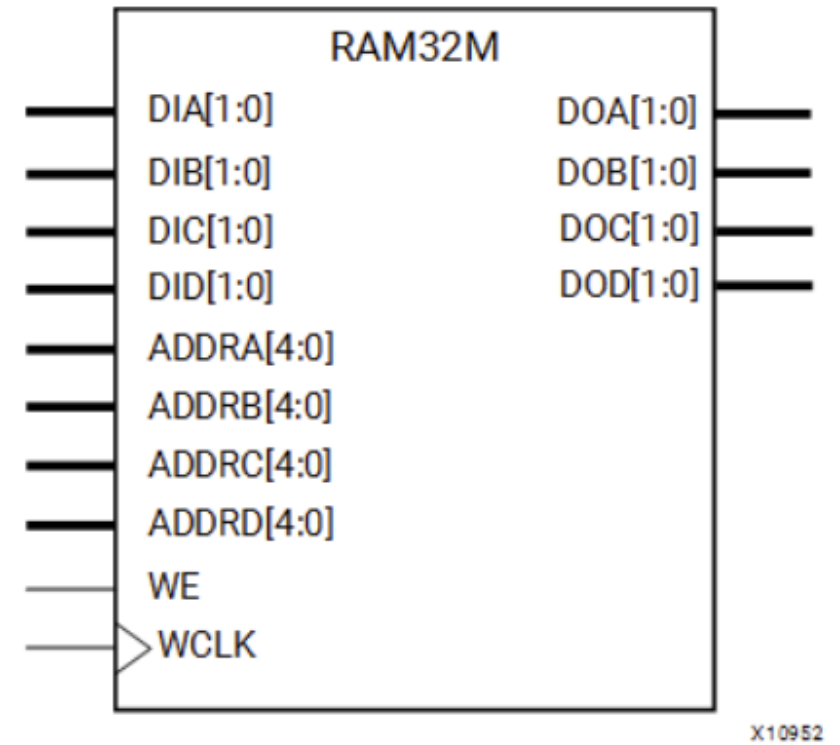 RAM32M
DIA[1:0] DOA[1:0]
DIB[1:0] DOB[1:0]
DIC[1:0] DOC[1:0]
DID[1:0] DOD[1:0]
ADDRA[4:0]
ADDRB[4:0]
ADDRC[4:0]
ADDRD[4:0]
WE
WCLK
X10952